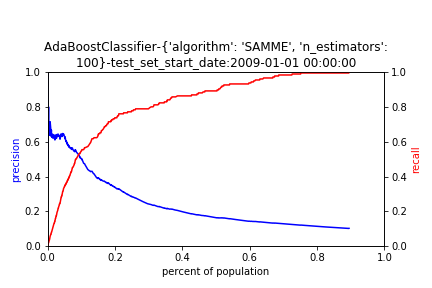 AdaBoostClassifier-{'algorithm': 'SAMME', 'n_estimators':
100}-test_set_start_date:2009-01-01 00:00:00
1.0
0.8
0.6
0.4
0.2
0.0
precision
1.0
0.8
0.6
0.4
0.2
0.0
recall
0.0 0.2 0.4 0.6 0.8 1.0
percent of population